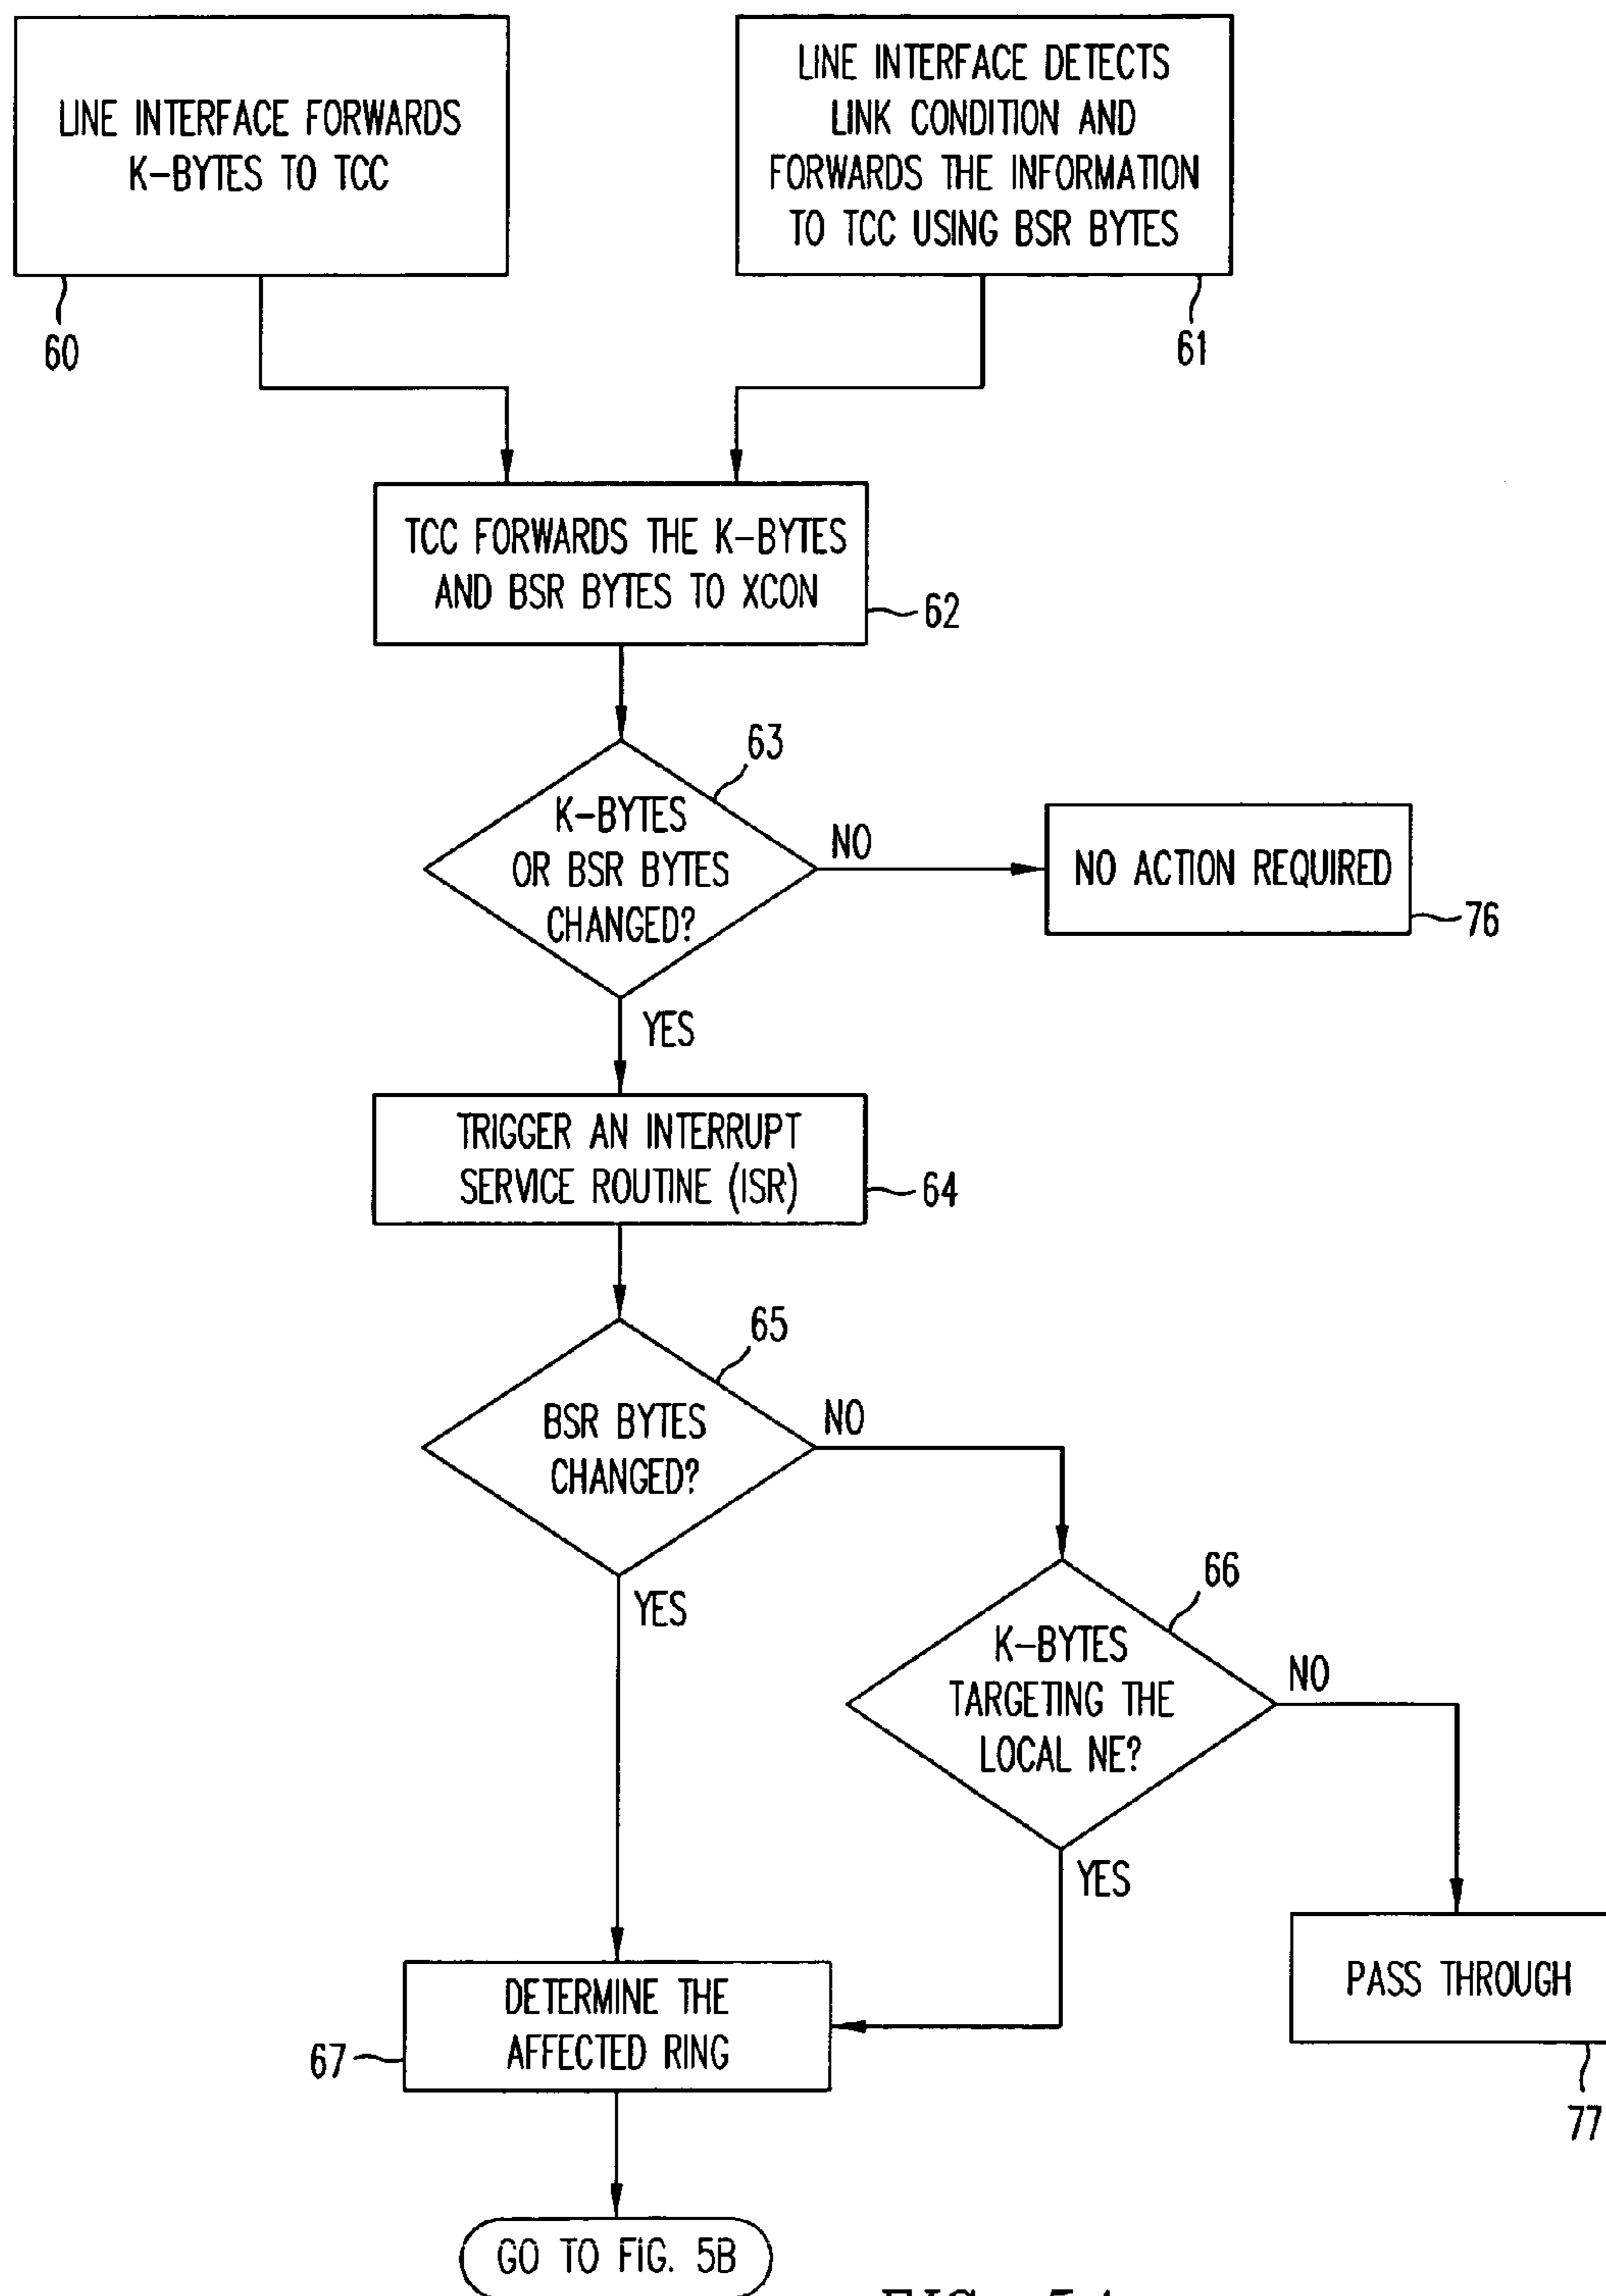 LINE INTERFACE FORWARDS
K-BYTES TO TCC
60
LINE INTERFACE DETECTS
LINK CONDITION AND
FORWARDS THE INFORMATION
TO TCC USING BSR BYTES
61
TCC FORWARDS THE K-BYTES
AND BSR BYTES TO XCON
62
63
K-BYTES
OR BSR BYTES
CHANGED?
NO
NO ACTION REQUIRED
76
YES
TRIGGER AN INTERRUPT
SERVICE ROUTINE (ISR)
64
65
BSR BYTES
CHANGED?
NO
YES
66
K-BYTES
TARGETING THE
LOCAL NE?
NO
YES
PASS THROUGH
77
DETERMINE THE
AFFECTED RING
67
GO TO FIG. 5B